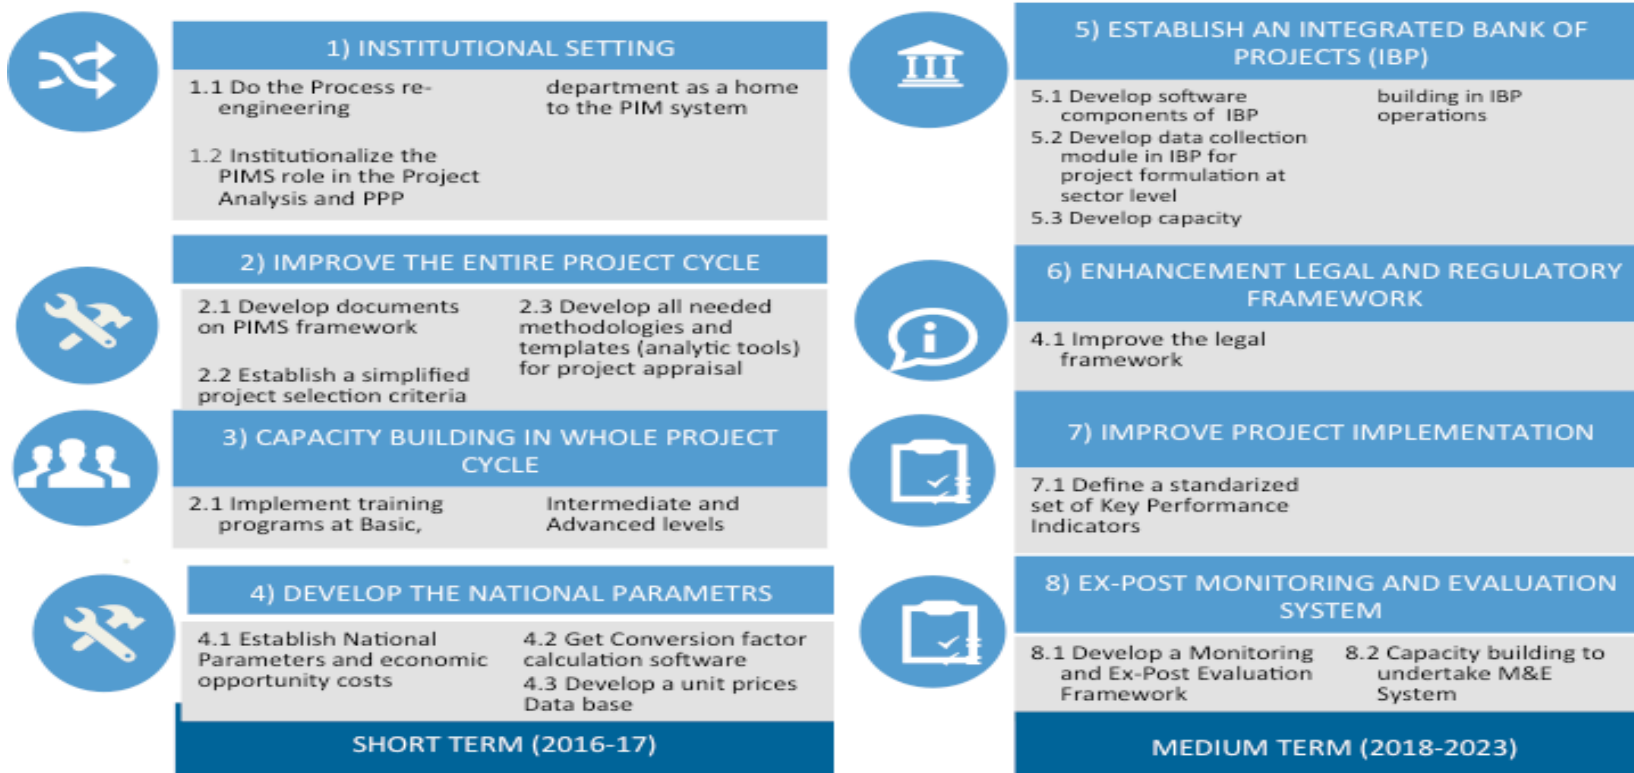 1) INSTITUTIONAL SETTING
1.1 Do the Process re-
engineering
1.2 Institutionalize the
PIMS role in the Project
Analysis and PPP
department as a home
to the PIM system
2) IMPROVE THE ENTIRE PROJECT CYCLE
2.1 Develop documents
on PIMS framework
2.2 Establish a simplified
project selection criteria
2.3 Develop all needed
methodologies and
templates (analytic tools)
for project appraisal
3) CAPACITY BUILDING IN WHOLE PROJECT
CYCLE
2.1 Implement training
programs at Basic,
Intermediate and
Advanced levels
4) DEVELOP THE NATIONAL PARAMETRS
4.1 Establish National
Parameters and economic
opportunity costs
4.2 Get Conversion factor
calculation software
4.3 Develop a unit prices
Data base
SHORT TERM (2016-17)
5) ESTABLISH AN INTEGRATED BANK OF
PROJECTS (IBP)
5.1 Develop software
components of IBP
5.2 Develop data collection
module in IBP for
project formulation at
sector level
5.3 Develop capacity
building in IBP
operations
6) ENHANCEMENT LEGAL AND REGULATORY
FRAMEWORK
4.1 Improve the legal
framework
7) IMPROVE PROJECT IMPLEMENTATION
7.1 Define a standarized
set of Key Performance
Indicators
8) EX-POST MONITORING AND EVALUATION
SYSTEM
8.1 Develop a Monitoring
and Ex-Post Evaluation
Framework
8.2 Capacity building to
undertake M&E
System
MEDIUM TERM (2018-2023)